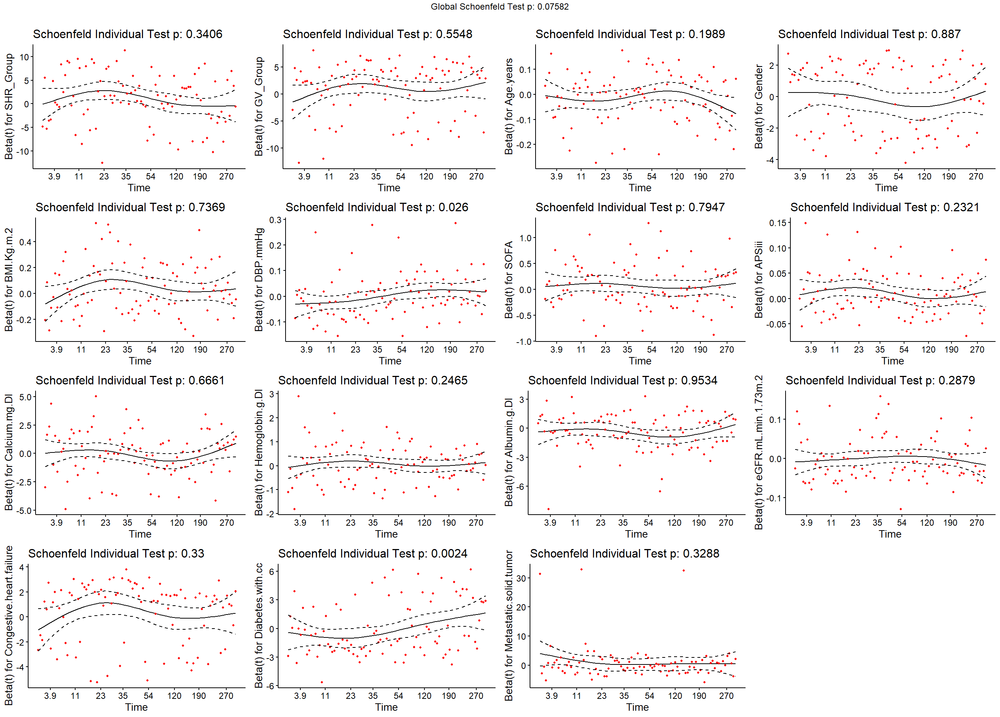 Global Schoenfeld Test p: 0.07582
Schoenfeld Individual Test p: 0.3406
Beta(t) for SHR_Group
10
5
0
-5
-10
3.9 11 23 35 54 120 190 270
Time
Schoenfeld Individual Test p: 0.5548
Beta(t) for GV_Group
5
0
-5
-10
3.9 11 23 35 54 120 190 270
Time
Schoenfeld Individual Test p: 0.1989
Beta(t) for Age.years
0.1
0.0
-0.1
-0.2
3.9 11 23 35 54 120 190 270
Time
Schoenfeld Individual Test p: 0.887
Beta(t) for Gender
2
0
-2
-4
3.9 11 23 35 54 120 190 270
Time
Schoenfeld Individual Test p: 0.7369
Beta(t) for BMI.Kg.m.2
0.4
0.2
0.0
-0.2
3.9 11 23 35 54 120 190 270
Time
Schoenfeld Individual Test p: 0.026
Beta(t) for DBP.mmHg
0.3
0.2
0.1
0.0
-0.1
3.9 11 23 35 54 120 190 270
Time
Schoenfeld Individual Test p: 0.7947
Beta(t) for SOFA
1.0
0.5
0.0
-0.5
-1.0
3.9 11 23 35 54 120 190 270
Time
Schoenfeld Individual Test p: 0.2321
Beta(t) for APSiii
0.15
0.10
0.05
0.00
-0.05
3.9 11 23 35 54 120 190 270
Time
Schoenfeld Individual Test p: 0.6661
Beta(t) for Calcium.mg.Dl
5.0
2.5
0.0
-2.5
-5.0
3.9 11 23 35 54 120 190 270
Time
Schoenfeld Individual Test p: 0.2465
Beta(t) for Hemoglobin.g.Dl
3
2
1
0
-1
-2
3.9 11 23 35 54 120 190 270
Time
Schoenfeld Individual Test p: 0.9534
Beta(t) for Albumin.g.Dl
3
0
-3
-6
3.9 11 23 35 54 120 190 270
Time
Schoenfeld Individual Test p: 0.2879
Beta(t) for eGFR.mL.min.1.73m.2
0.1
0.0
-0.1
3.9 11 23 35 54 120 190 270
Time
Schoenfeld Individual Test p: 0.33
Beta(t) for Congestive.heart.failure
4
2
0
-2
-4
3.9 11 23 35 54 120 190 270
Time
Schoenfeld Individual Test p: 0.0024
Beta(t) for Diabetes.with.cc
6
3
0
-3
-6
3.9 11 23 35 54 120 190 270
Time
Schoenfeld Individual Test p: 0.3288
Beta(t) for Metastatic.solid.tumor
30
20
10
0
3.9 11 23 35 54 120 190 270
Time